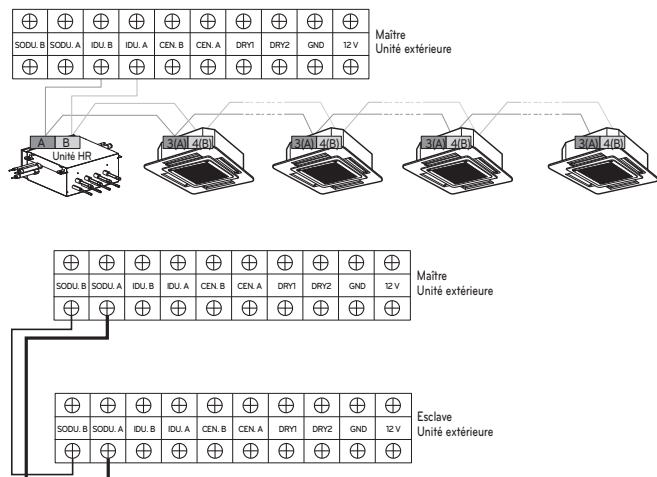 SODU. B SODU. A IDU. B IDU. A CEN. B CEN. A DRY1 DRY2 GND 12 V
Maître
Unité extérieure
A B
Unité HR
3(A) 4(B) 3(A) 4(B) 3(A) 4(B) 3(A) 4(B)
SODU. B SODU. A IDU. B IDU. A CEN. B CEN. A DRY1 DRY2 GND 12 V
Maître
Unité extérieure
SODU. B SODU. A IDU. B IDU. A CEN. B CEN. A DRY1 DRY2 GND 12 V
Esclave
Unité extérieure